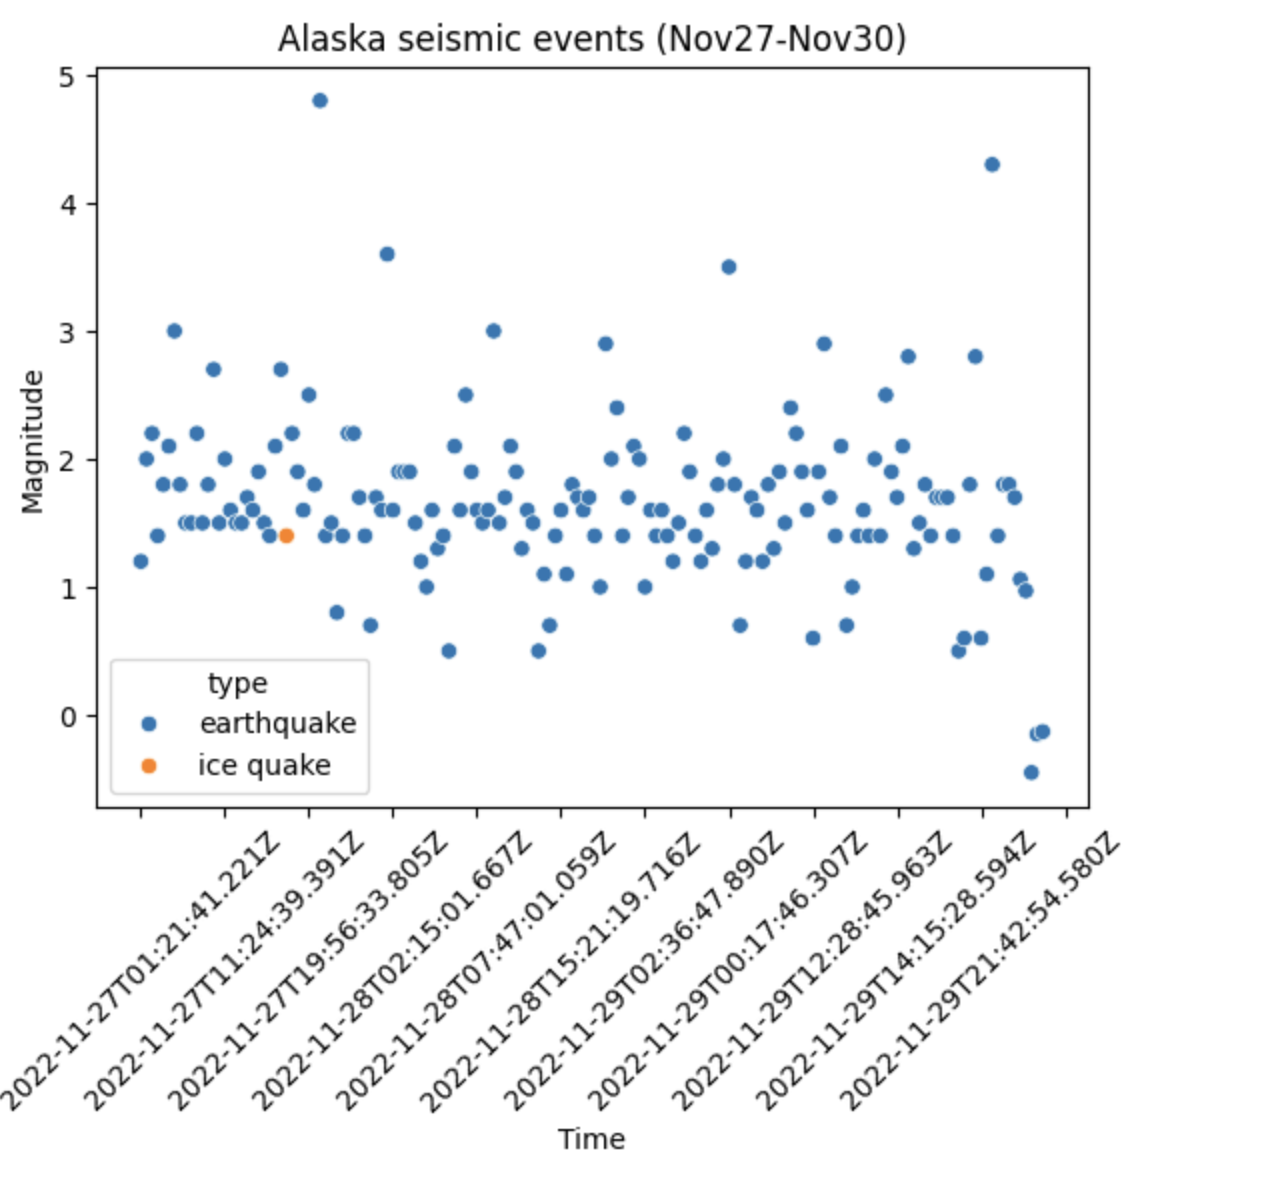 Alaska seismic events (Nov27-Nov30)
5
4
3
2
1
0
Magnitude
type
earthquake
ice quake
2022-11-27T01:21:41.221Z
2022-11-27T11:24:39.391Z
2022-11-27T19:56:33.805Z
2022-11-28T02:15:01.667Z
2022-11-28T07:47:01.059Z
2022-11-28T15:21:19.716Z
2022-11-29T02:36:47.890Z
2022-11-29T00:17:46.307Z
2022-11-29T12:28:45.963Z
2022-11-29T14:15:28.594Z
2022-11-29T21:42:54.580Z
Time